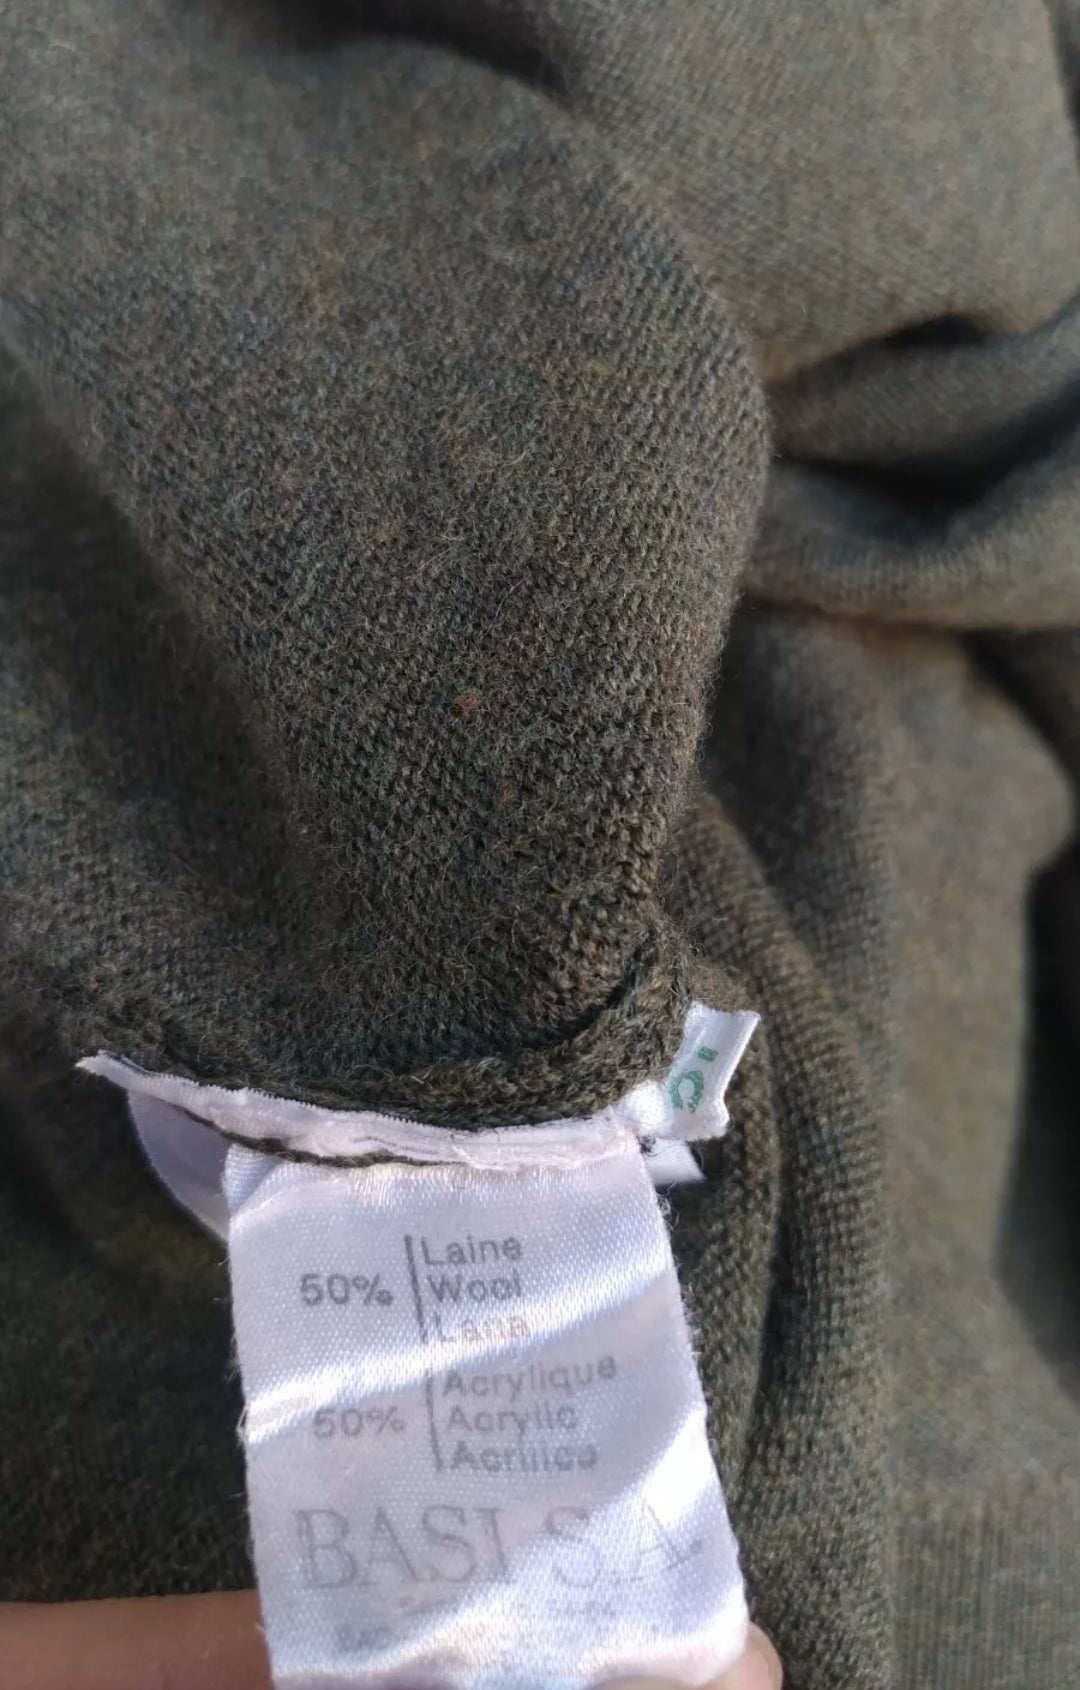 50%
Laine
Wool
Lana
50%
Acrylique
Acrylic
Acrilico
BASI S.A.